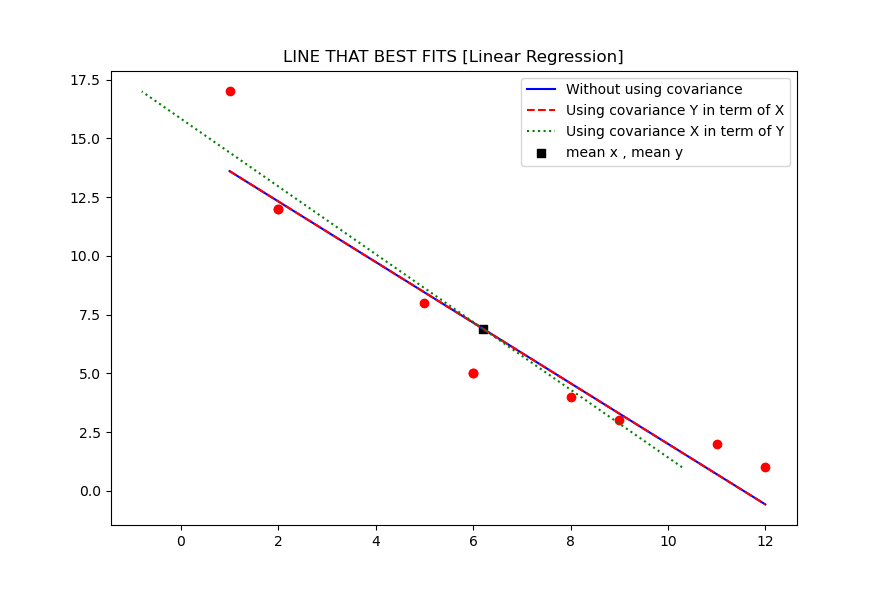 LINE THAT BEST FITS [Linear Regression]
Without using covariance
Using covariance Y in term of X
Using covariance X in term of Y
mean x , mean y
17.5
15.0
12.5
10.0
7.5
5.0
2.5
0.0
0 2 4 6 8 10 12